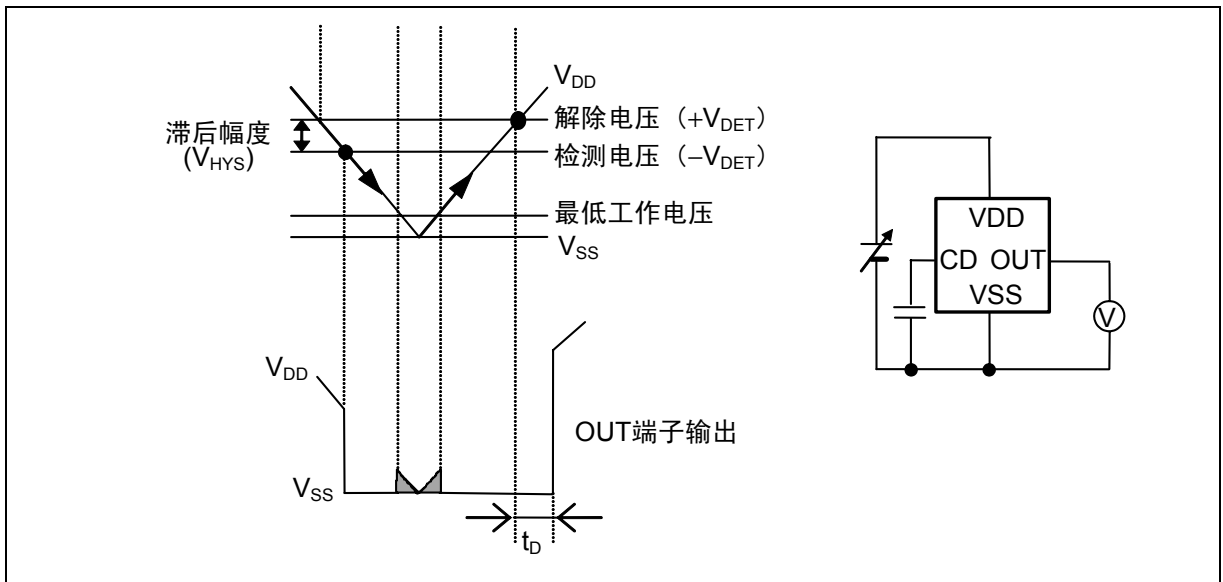 V_DD
解除电压（+V_DET）
滞后幅度
(V_HYS)
检测电压（−V_DET）
最低工作电压
V_SS
VDD
CD OUT
VSS
V
V_DD
OUT端子输出
V_SS
t_D